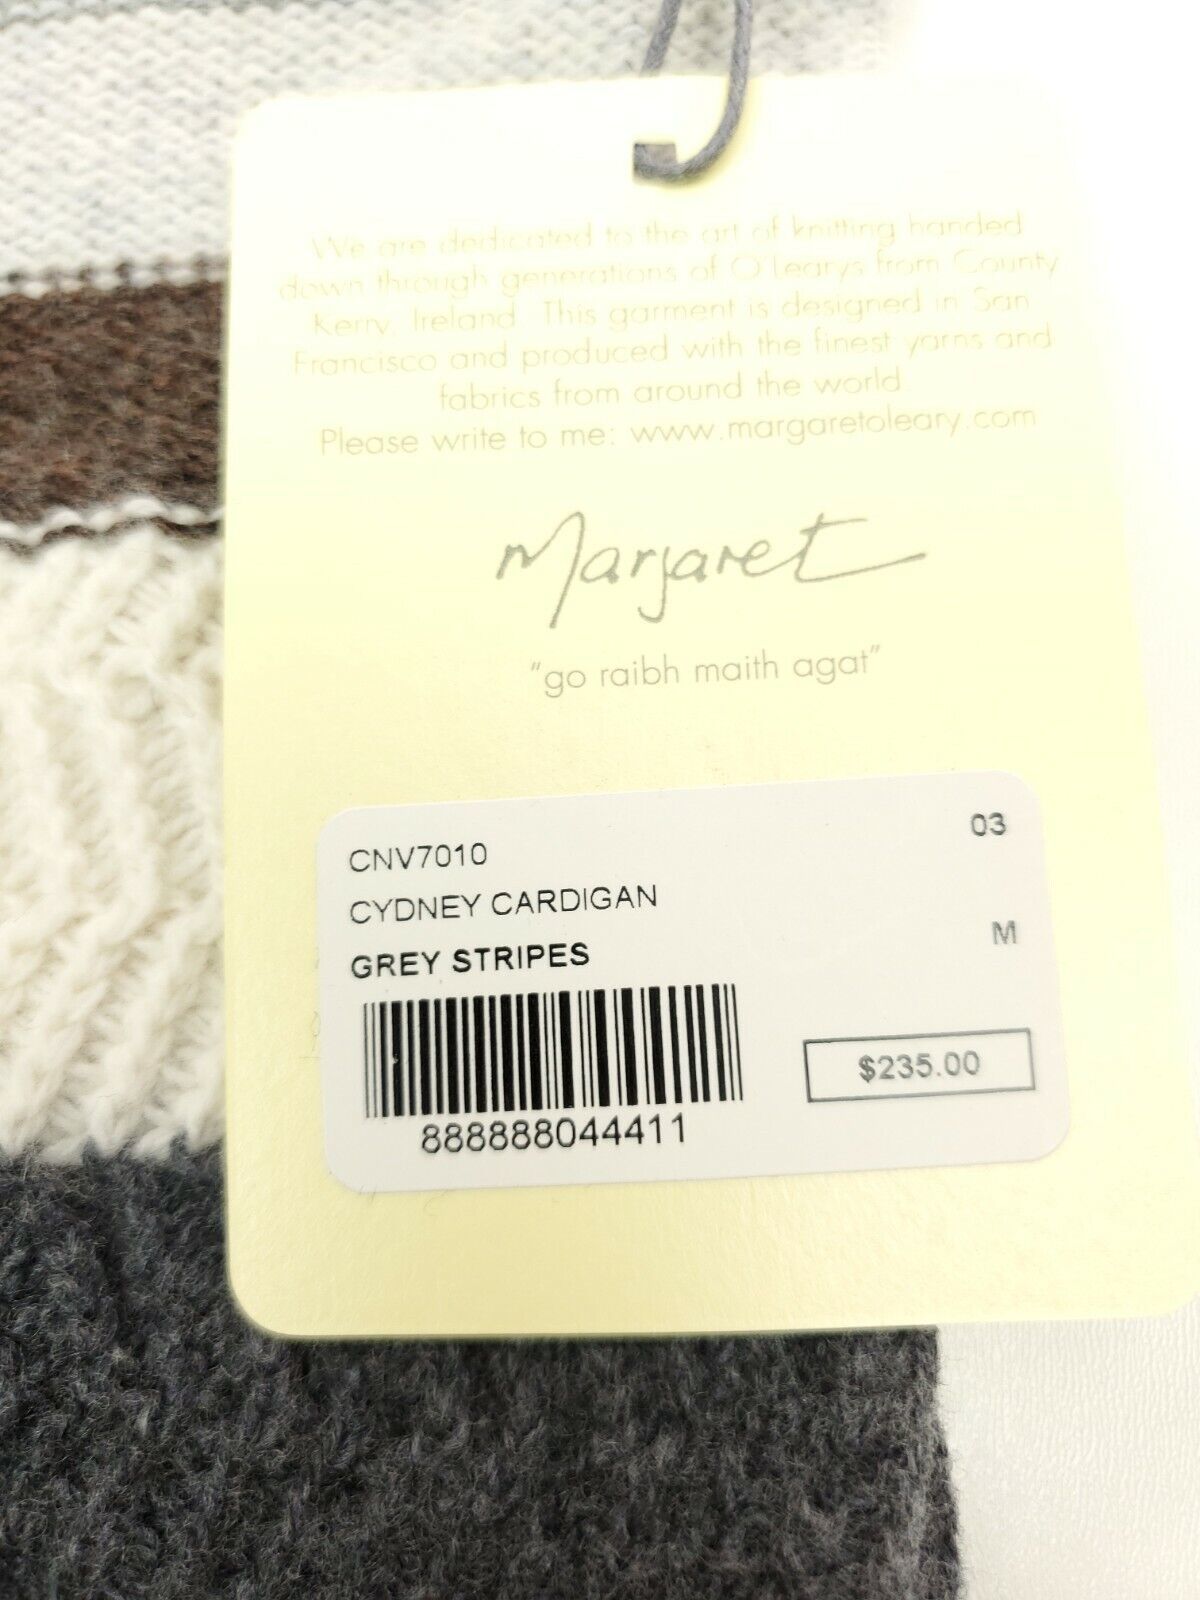 We are dedicated to the art of knitting handed
down through generations of O'Learys from County
Kerry, Ireland. This garment is designed in San
Francisco and produced with the finest yarns and
fabrics from around the world.
Please write to me: www.margaretoleary.com
Margaret
"go raibh maith agat"
CNV7010 03
CYDNEY CARDIGAN
GREY STRIPES M
$235.00
888888044411